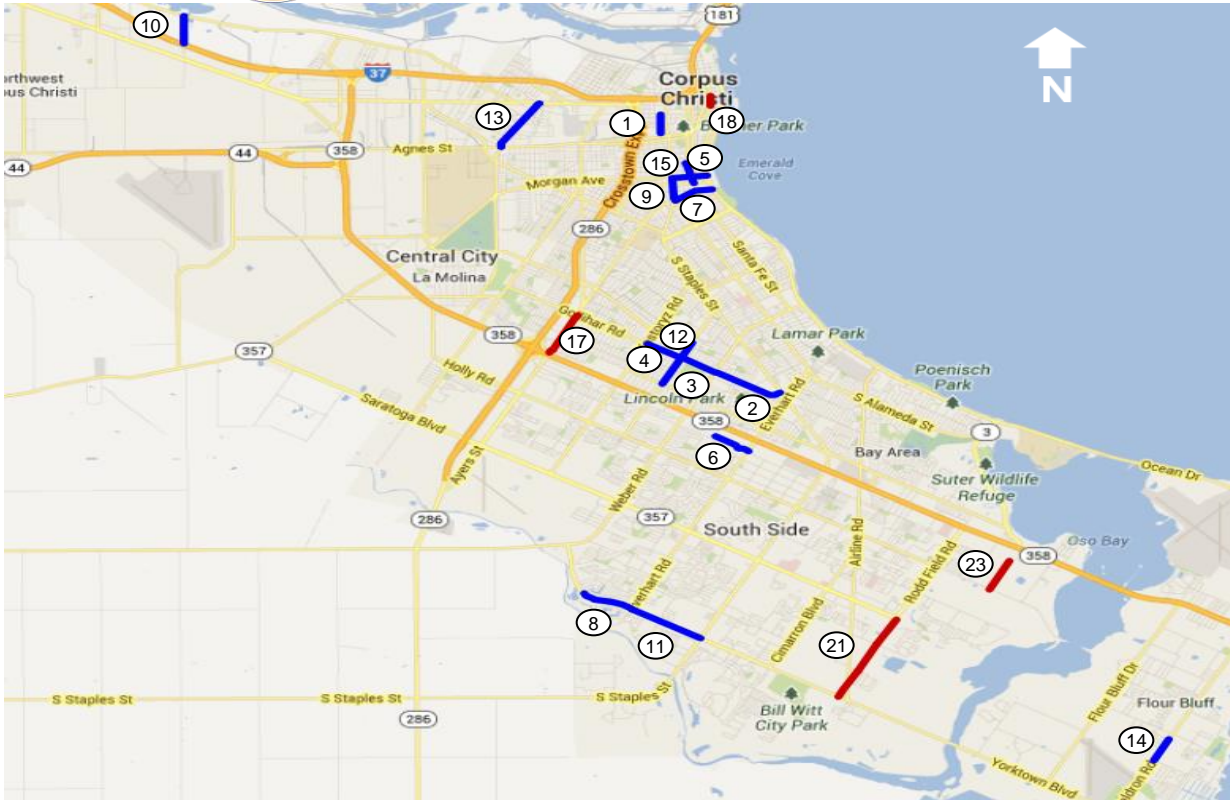 181
10
N
37
orthwest
pus Christi
Corpus
Christi
18
13
1
Park
44
358
Agnes St
44
Crosstown Exp
15
5
Emerald
Cove
Morgan Ave
9
7
286
Santa Fe St
Central City
La Molina
S Staples St
17
358
12
4
3
Lamar Park
357
Holly Rd
Lincoln Park
2
Everhart Rd
Poenisch
Park
Saratoga Blvd
358
S Alameda St
3
6
Bay Area
Ocean Dr
Ayers St
Suter Wildlife
Refuge
Weber Rd
286
357
South Side
Airline Rd
Oso Bay
358
Rodd Field Rd
23
8
11
Cimarron Blvd
21
S Staples St
S Staples St
S Staples St
286
Bill Witt
City Park
Flour Bluff Dr
Flour Bluff
14
Yorktown Blvd